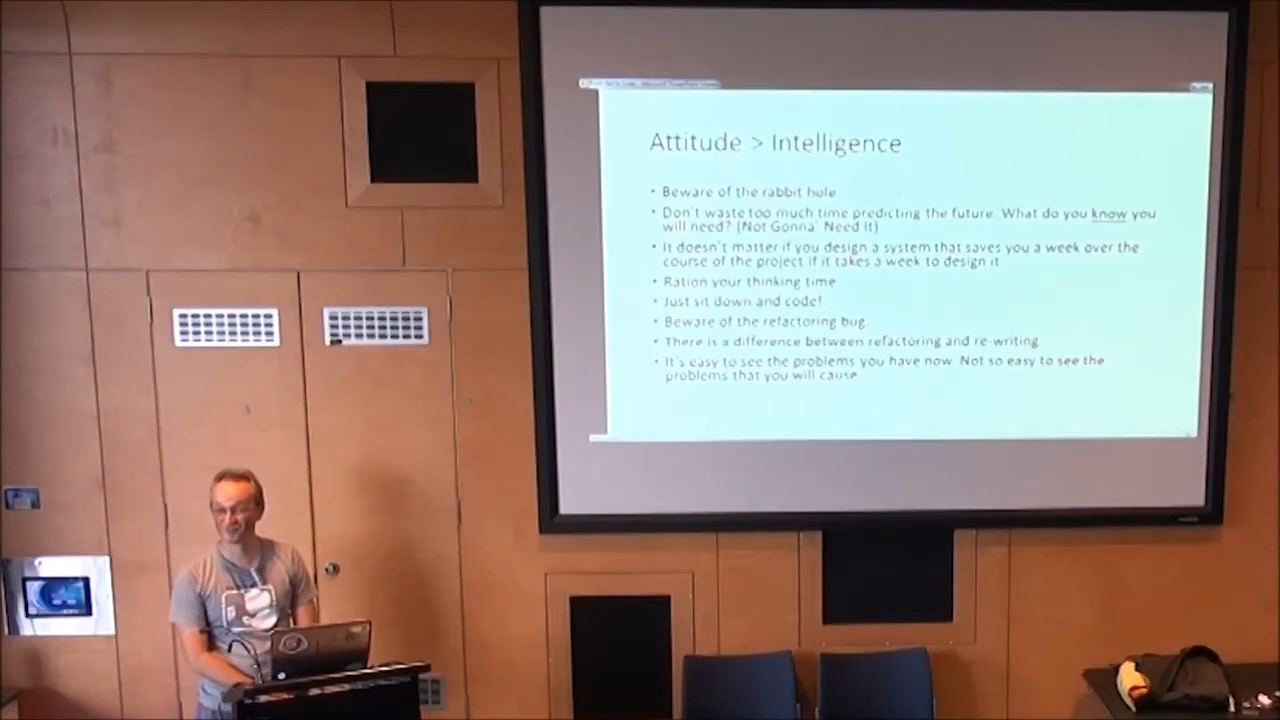 Attitude > Intelligence
• Beware of the rabbit hole.
• Don't waste too much time predicting the future. What do you know you
will need? (Not Gonna' Need It)
• It doesn't matter if you design a system that saves you a week over the
course of the project if it takes a week to design it.
• Ration your thinking time
• Just sit down and code!
• Beware of the refactoring bug.
• There is a difference between refactoring and re-writing.
• It's easy to see the problems you have now. Not so easy to see the
problems that you will cause.